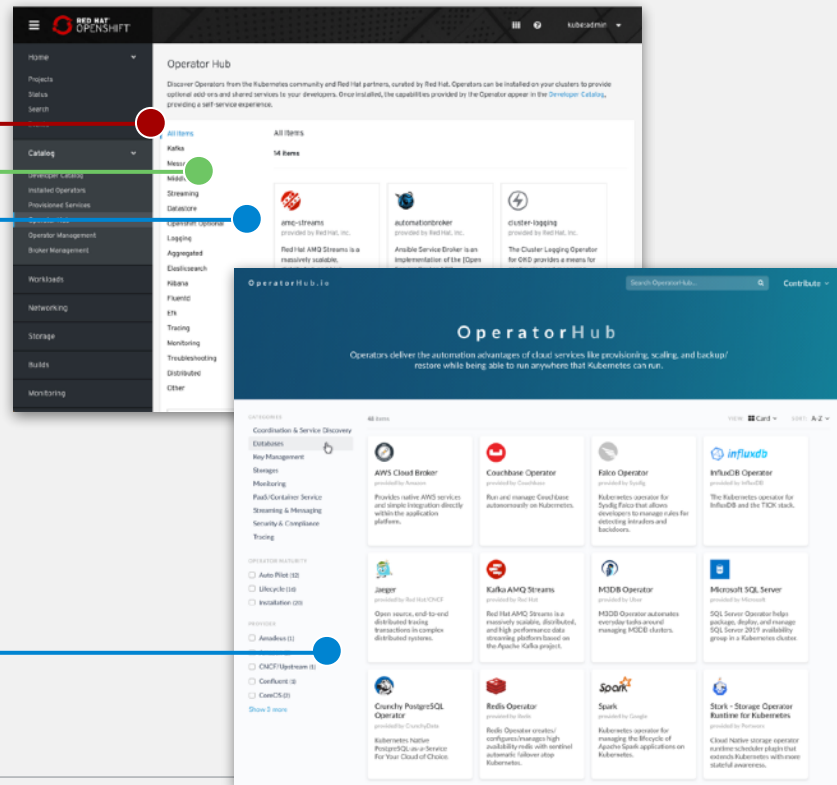 RED HAT
OPENSHIFT
kube:admin
Home
Projects
Status
Search
Catalog
Developer Catalog
Installed Operators
Provisioned Services
Operator Hub
Operator Management
Broker Management
Workloads
Networking
Storage
Builds
Monitoring
Operator Hub
Discover Operators from the Kubernetes community and Red Hat partners, curated by Red Hat. Operators can be installed on your clusters to provide
optional add-ons and shared services to your developers. Once installed, the capabilities provided by the Operator appear in the Developer Catalog,
providing a self-service experience.
All Items
Kafka
Streaming
Datastore
Openshift Optional
Logging
Aggregated
Elasticsearch
Kibana
Fluentd
Efk
Tracing
Monitoring
Troubleshooting
Distributed
Other
All Items
14 items
amq-streams
provided by Red Hat, Inc.
Red Hat AMQ Streams is a
massively scalable,
automationbroker
provided by Red Hat, Inc.
Ansible Service Broker is an
implementation of the [Open
cluster-logging
provided by Red Hat, Inc.
The Cluster Logging Operator
for OKD provides a means for
OperatorHub.io
Search OperatorHub...
Contribute
OperatorHub
Operators deliver the automation advantages of cloud services like provisioning, scaling, and backup/
restore while being able to run anywhere that Kubernetes can run.
CATEGORIES
Coordination & Service Discovery
Databases
Key Management
Storages
Monitoring
PaaS/Container Service
Streaming & Messaging
Security & Compliance
Tracing
OPERATOR MATURITY
Auto Pilot (12)
Lifecycle (16)
Installation (20)
PROVIDER
Amadeus (1)
CNCF/Upstream (1)
Confluent (3)
CoreOS (2)
items
VIEW Card
SORT: A-Z
AWS Cloud Broker
provided by Amazon
Provides native AWS services
and simple integration directly
within the application
platform.
Couchbase Operator
provided by Couchbase
Run and manage Couchbase
autonomously on Kubernetes.
Falco Operator
provided by Sysdig
Kubernetes operator for
Sysdig Falco that allows
developers to manage rules for
detecting intruders and
backdoors.
influxdb
InfluxDB Operator
provided by InfluxDB
The Kubernetes operator for
InfluxDB and the TICK stack.
Jaeger
provided by Red Hat/CNCF
Open source, end-to-end
distributed tracing
transactions in complex
distributed systems.
Kafka AMQ Streams
provided by Red Hat
Red Hat AMQ Streams is a
massively scalable, distributed,
and high performance data
streaming platform based on
the Apache Kafka project.
M3DB Operator
provided by Uber
M3DB Operator automates
everyday tasks around
managing M3DB clusters.
Microsoft SQL Server
provided by Microsoft
SQL Server Operator helps
package, deploy, and manage
SQL Server 2019 availability
group in a Kubernetes cluster.
Crunchy PostgreSQL
Operator
provided by CrunchyData
Kubernetes Native
PostgreSQL-as-a-Service
For Your Cloud of Choice.
Redis Operator
provided by Redis
Redis Operator creates/
configures/manages high
availability redis with sentinel
automatic failover atop
Kubernetes.
Spark
Spark
provided by Google
Kubernetes operator for
managing the lifecycle of
Apache Spark applications on
Kubernetes.
Stork - Storage Operator
Runtime for Kubernetes
provided by Portworx
Cloud Native storage operator
runtime scheduler plugin that
extends Kubernetes with more
stateful awareness.